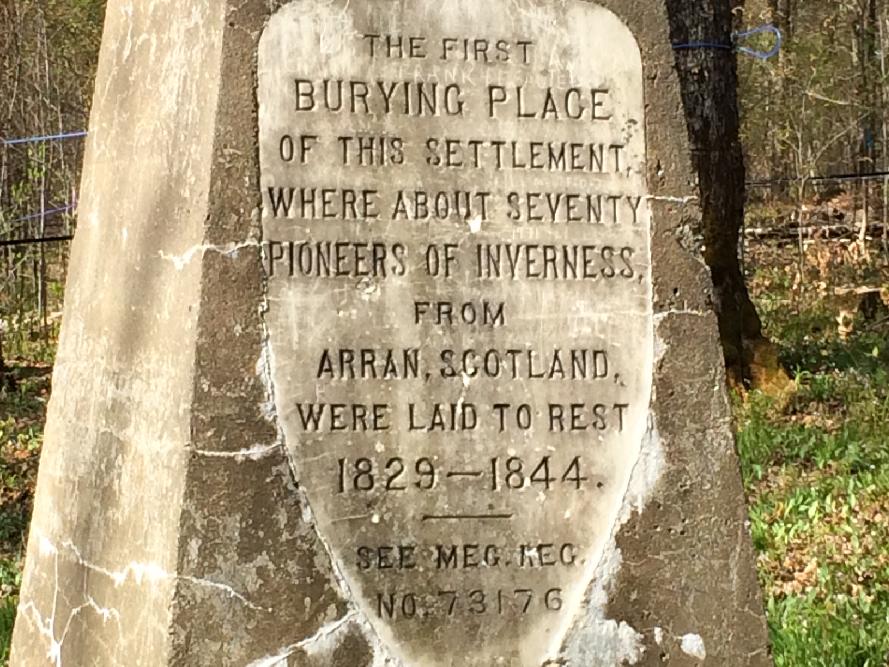 THE FIRST
BURYING PLACE
OF THIS SETTLEMENT,
WHERE ABOUT SEVENTY
PIONEERS OF INVERNESS,
FROM
ARRAN, SCOTLAND,
WERE LAID TO REST
1829—1844.
SEE MEG. REG.
NO. 73176